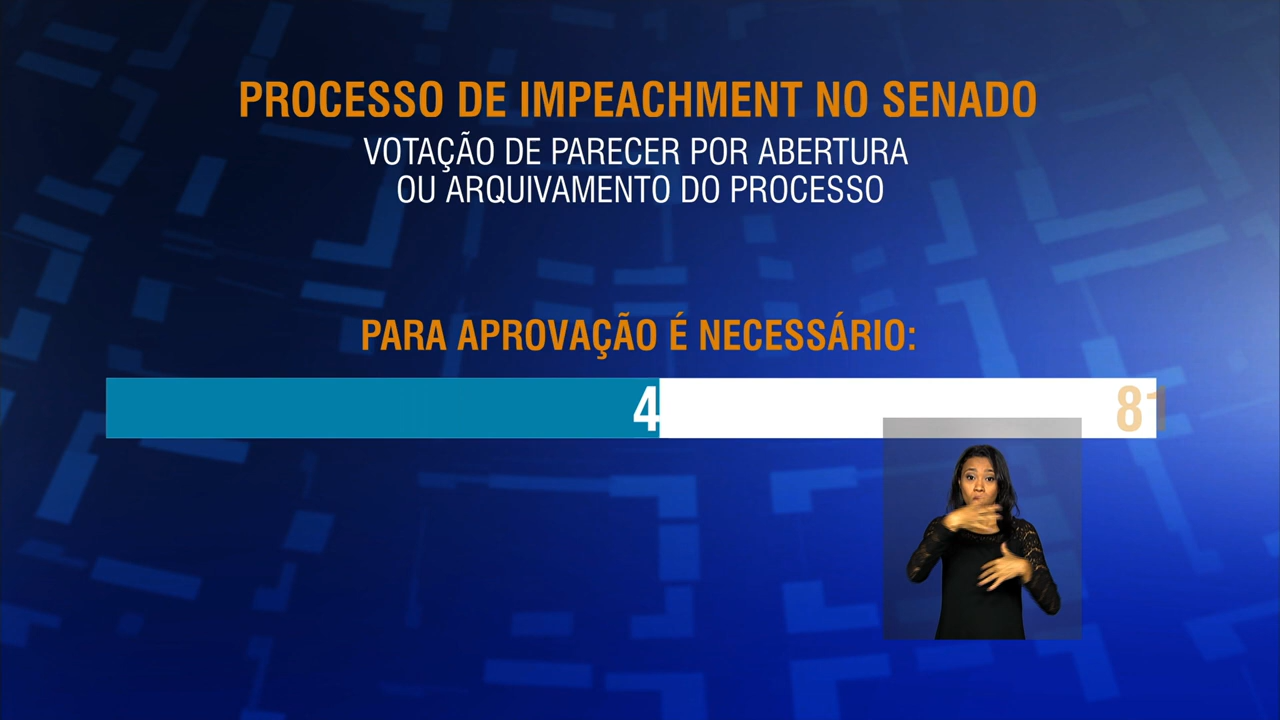 PROCESSO DE IMPEACHMENT NO SENADO
VOTAÇÃO DE PARECER POR ABERTURA
OU ARQUIVAMENTO DO PROCESSO
PARA APROVAÇÃO É NECESSÁRIO:
4 81